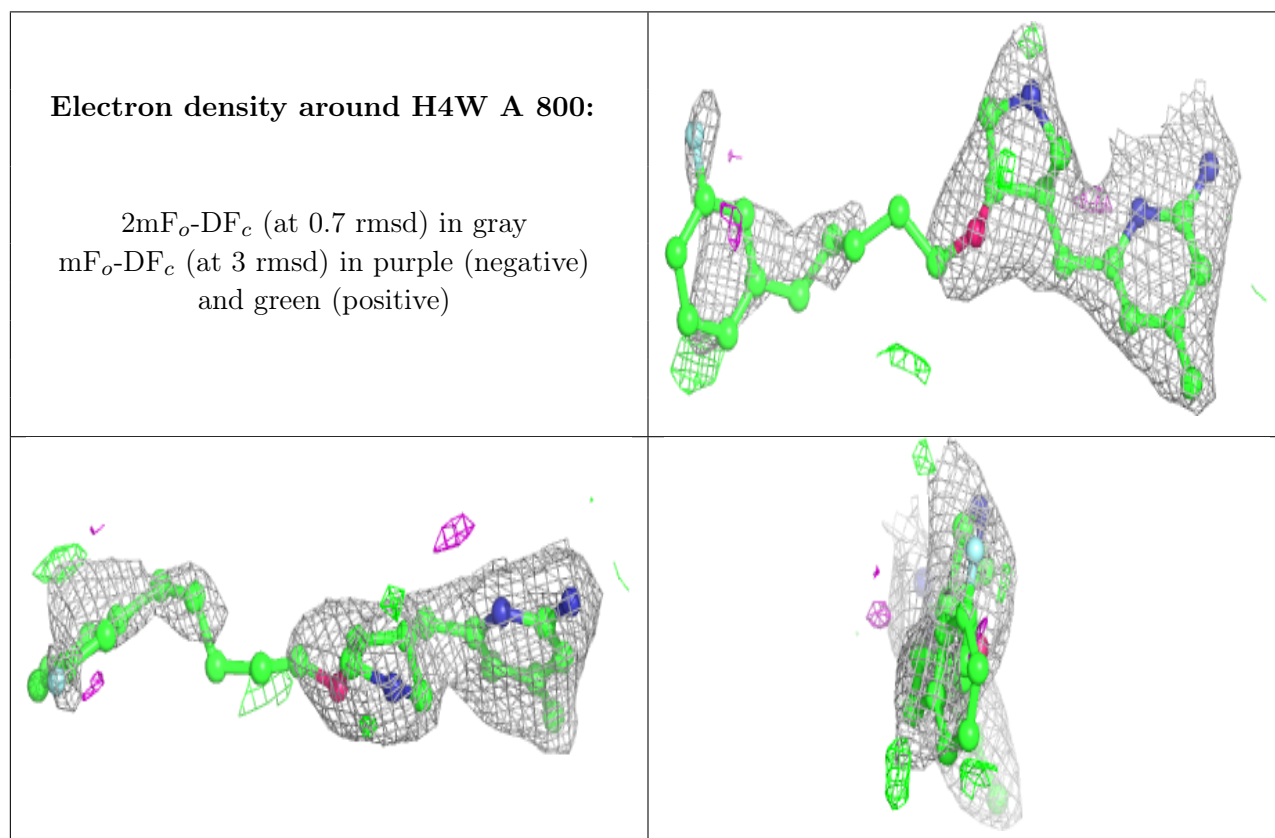 Electron density around H4W A 800:
2mFₒ-DF𝒸 (at 0.7 rmsd) in gray
mFₒ-DF𝒸 (at 3 rmsd) in purple (negative)
and green (positive)